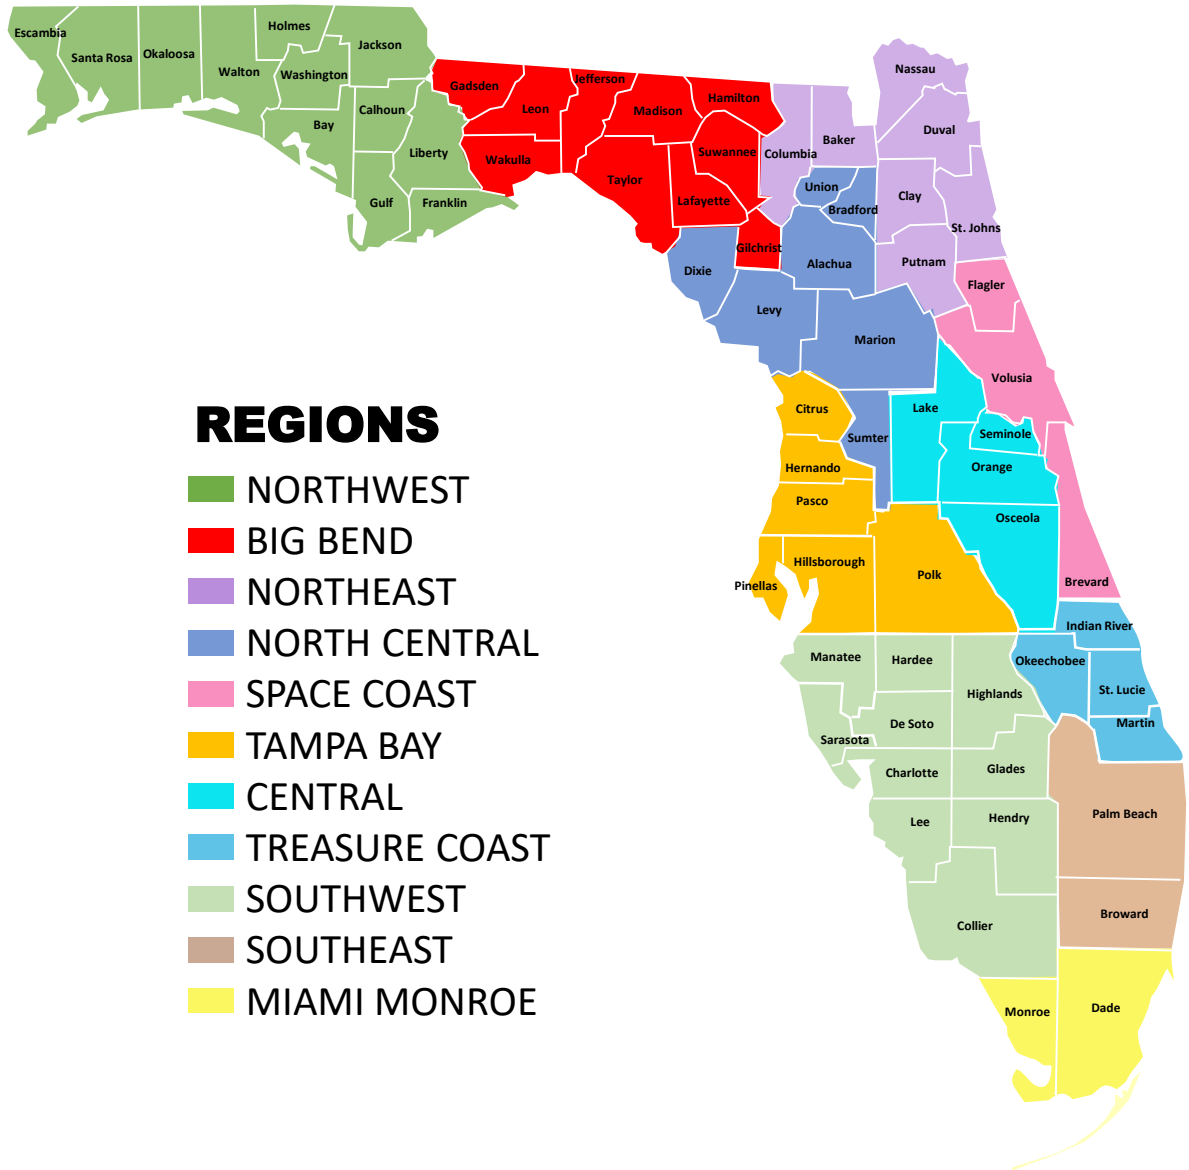 Escambia
Santa Rosa
Okaloosa
Walton
Holmes
Washington
Jackson
Bay
Calhoun
Gulf
Liberty
Franklin
Gadsden
Leon
Wakulla
Jefferson
Madison
Taylor
Hamilton
Suwannee
Lafayette
Gilchrist
Columbia
Baker
Nassau
Duval
Clay
St. Johns
Putnam
Union
Bradford
Alachua
Dixie
Levy
Marion
Flagler
Volusia
Citrus
Sumter
Lake
Seminole
Hernando
Orange
Pasco
Osceola
Pinellas
Hillsborough
Polk
Brevard
Indian River
Manatee
Hardee
Highlands
Okeechobee
St. Lucie
Martin
De Soto
Sarasota
Charlotte
Glades
Lee
Hendry
Palm Beach
Collier
Broward
Monroe
Dade
REGIONS
NORTHWEST
BIG BEND
NORTHEAST
NORTH CENTRAL
SPACE COAST
TAMPA BAY
CENTRAL
TREASURE COAST
SOUTHWEST
SOUTHEAST
MIAMI MONROE